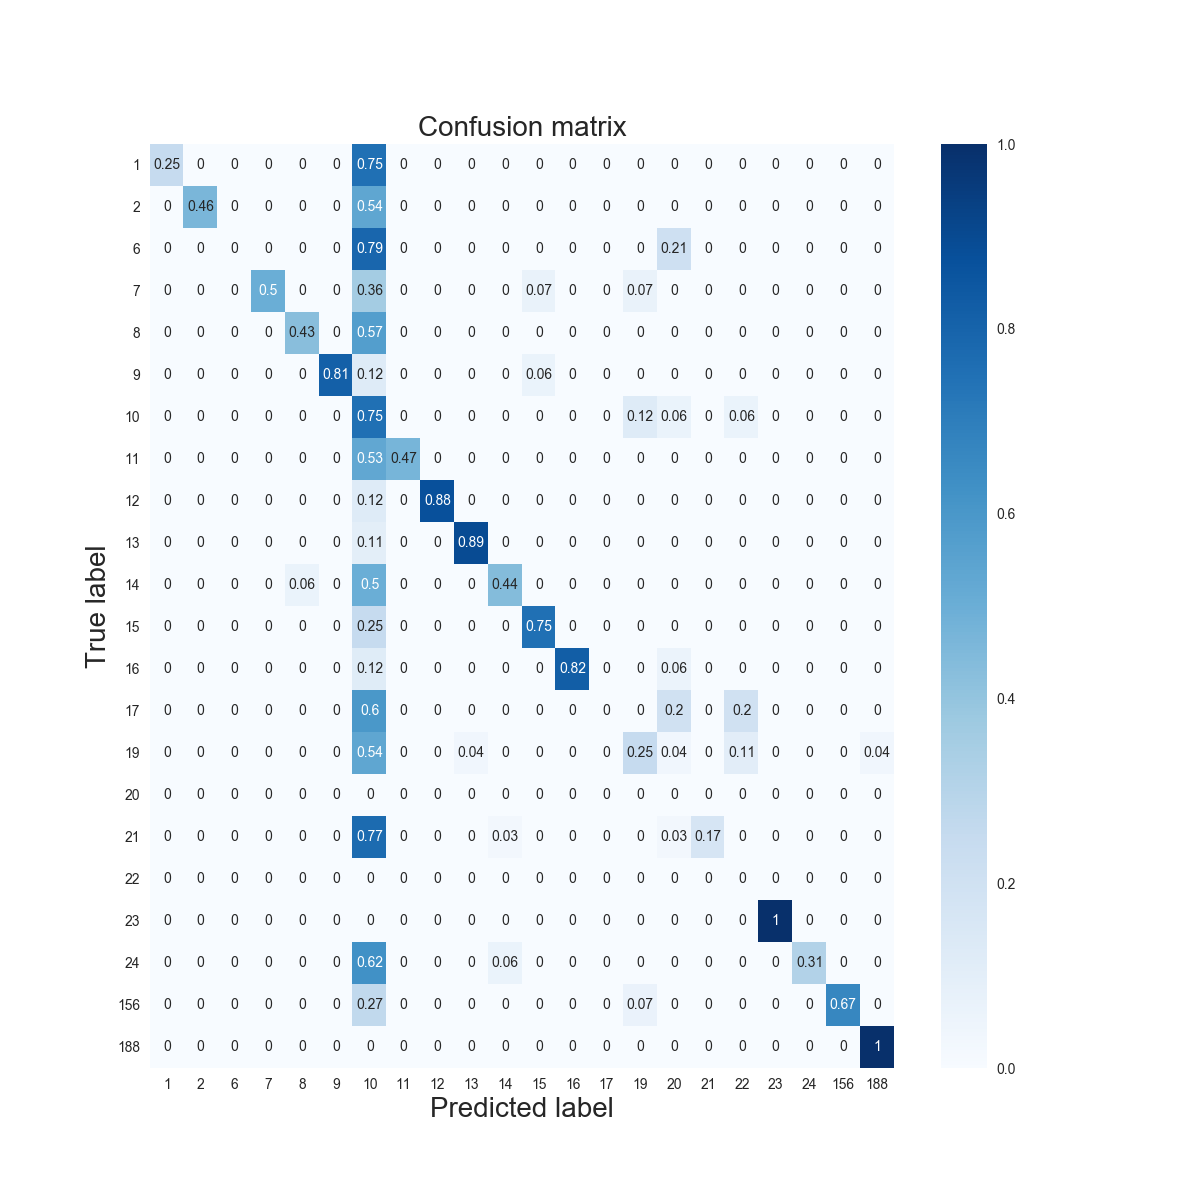 Confusion matrix
1 0.25 0 0 0 0 0 0.75 0 0 0 0 0 0 0 0 0 0 0 0 0 0 0 1.0
2 0 0.46 0 0 0 0 0.54 0 0 0 0 0 0 0 0 0 0 0 0 0 0 0
6 0 0 0 0 0 0 0.79 0 0 0 0 0 0 0 0 0.21 0 0 0 0 0 0
7 0 0 0 0.5 0 0 0.36 0 0 0 0 0.07 0 0 0.07 0 0 0 0 0 0 0
8 0 0 0 0 0.43 0 0.57 0 0 0 0 0 0 0 0 0 0 0 0 0 0 0 0.8
9 0 0 0 0 0 0.81 0.12 0 0 0 0 0.06 0 0 0 0 0 0 0 0 0 0
10 0 0 0 0 0 0 0.75 0 0 0 0 0 0 0 0.12 0.06 0 0.06 0 0 0 0
11 0 0 0 0 0 0 0.53 0.47 0 0 0 0 0 0 0 0 0 0 0 0 0 0
12 0 0 0 0 0 0 0.12 0 0.88 0 0 0 0 0 0 0 0 0 0 0 0 0 0.6
13 0 0 0 0 0 0 0.11 0 0 0.89 0 0 0 0 0 0 0 0 0 0 0 0
14 0 0 0 0 0.06 0 0.5 0 0 0 0.44 0 0 0 0 0 0 0 0 0 0 0
15 0 0 0 0 0 0 0.25 0 0 0 0 0.75 0 0 0 0 0 0 0 0 0 0
16 0 0 0 0 0 0 0.12 0 0 0 0 0 0.82 0 0 0.06 0 0 0 0 0 0
17 0 0 0 0 0 0 0.6 0 0 0 0 0 0 0 0 0.2 0 0.2 0 0 0 0 0.4
19 0 0 0 0 0 0 0.54 0 0 0.04 0 0 0 0 0.25 0.04 0 0.11 0 0 0 0.04
20 0 0 0 0 0 0 0 0 0 0 0 0 0 0 0 0 0 0 0 0 0 0
21 0 0 0 0 0 0 0.77 0 0 0 0.03 0 0 0 0 0.03 0.17 0 0 0 0 0
22 0 0 0 0 0 0 0 0 0 0 0 0 0 0 0 0 0 0 0 0 0 0 0.2
23 0 0 0 0 0 0 0 0 0 0 0 0 0 0 0 0 0 0 1 0 0 0
24 0 0 0 0 0 0 0.62 0 0 0 0.06 0 0 0 0 0 0 0 0 0.31 0 0
156 0 0 0 0 0 0 0.27 0 0 0 0 0 0 0 0.07 0 0 0 0 0 0.67 0
188 0 0 0 0 0 0 0 0 0 0 0 0 0 0 0 0 0 0 0 0 0 1 0.0
1 2 6 7 8 9 10 11 12 13 14 15 16 17 19 20 21 22 23 24 156 188
Predicted label
True label